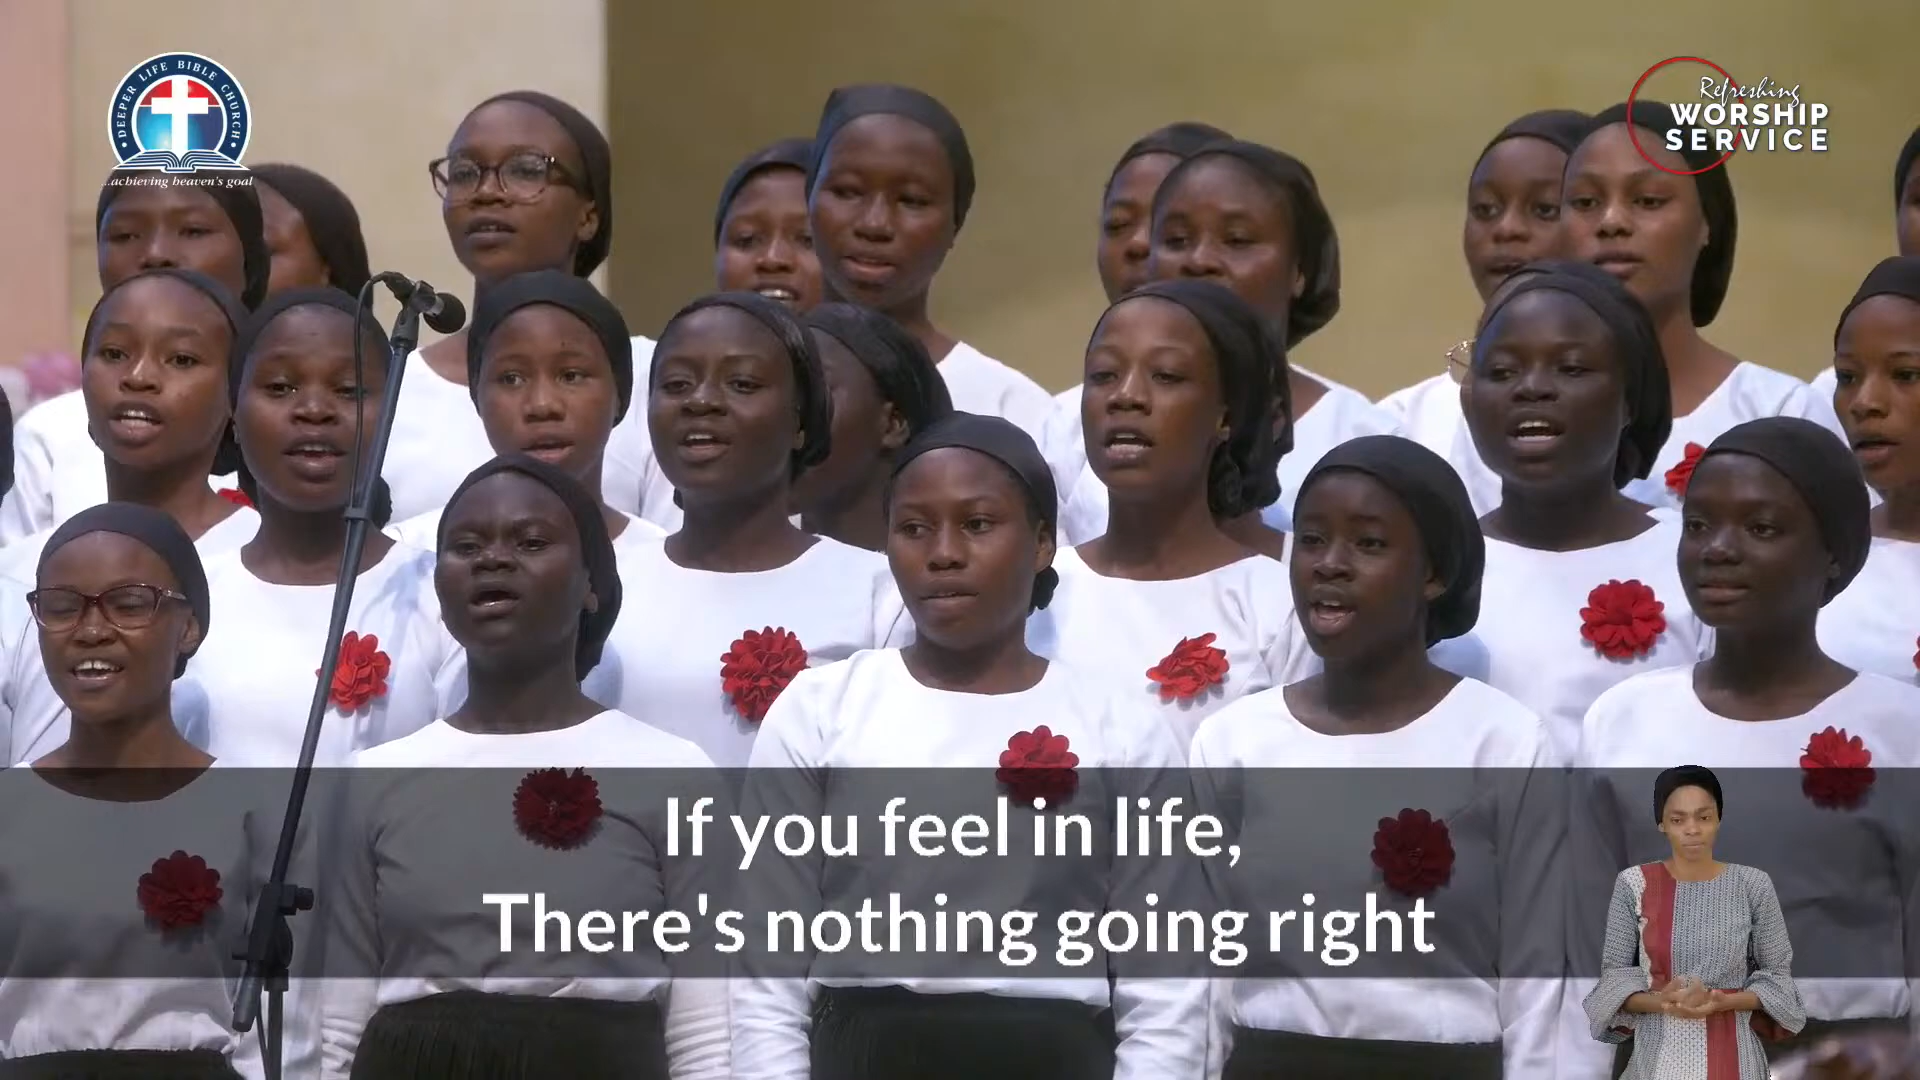 DEEPER LIFE BIBLE CHURCH
...achieving heaven's goal
Refreshing
WORSHIP
SERVICE
If you feel in life,
There's nothing going right